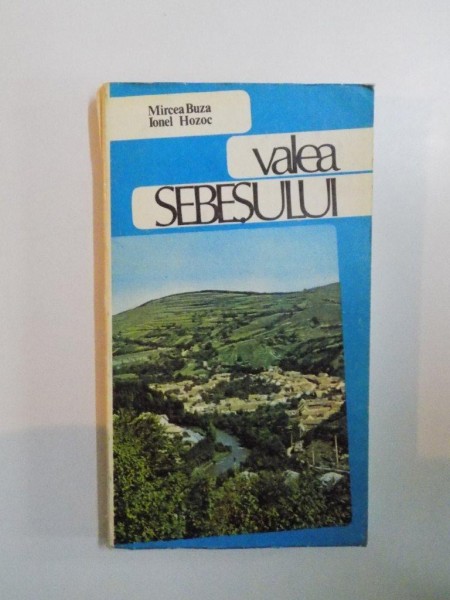 Mircea Buza
Ionel Hozoc
valea
SEBEȘULUI